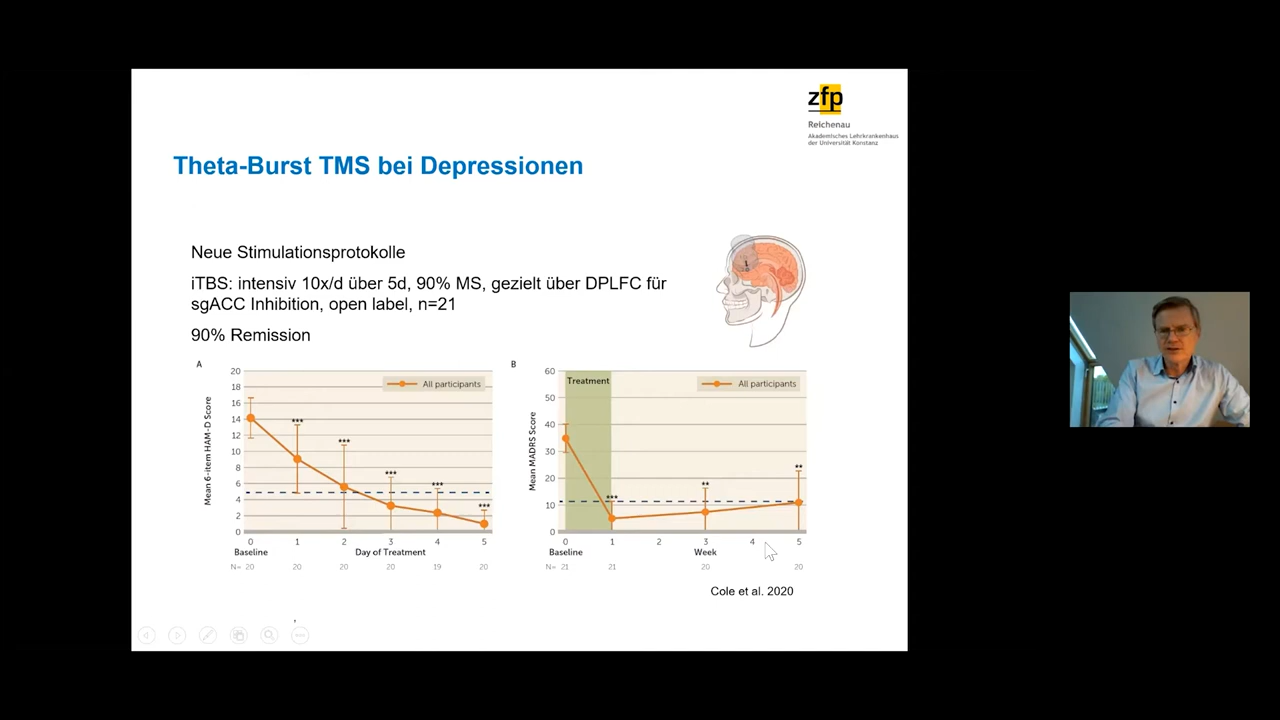 zfp
Reichenau
Akademisches Lehrkrankenhaus
der Universität Konstanz
Theta-Burst TMS bei Depressionen
Neue Stimulationsprotokolle
iTBS: intensiv 10x/d über 5d, 90% MS, gezielt über DPLFC für
sgACC Inhibition, open label, n=21
90% Remission
A
Mean 6-item HAM-D Score
20
18
16
14
12
10
8
6
4
2
0
All participants
***
***
***
***
***
0 1 2 3 4 5
Baseline Day of Treatment
N= 20 20 20 20 19 20
B
Mean MADRS Score
60
50
40
30
20
10
0
Treatment
All participants
***
**
**
0 1 2 3 4 5
Baseline Week
N= 21 21 20 20
Cole et al. 2020